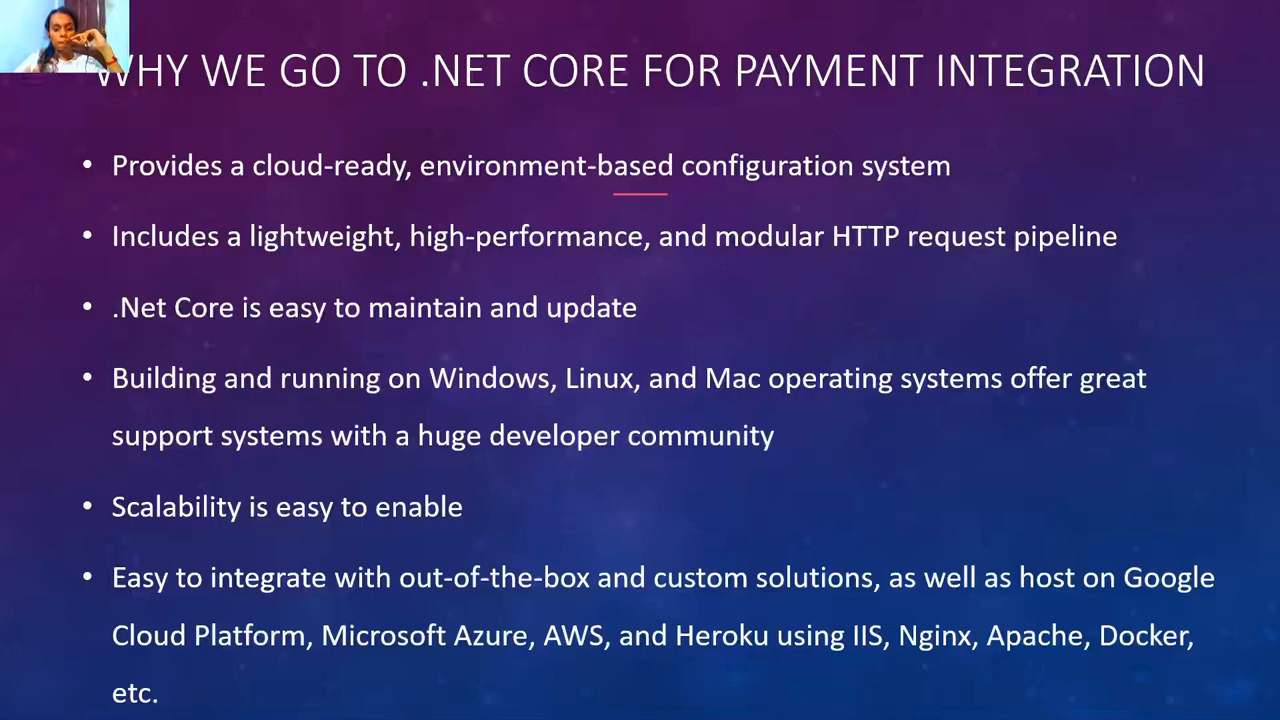 WHY WE GO TO .NET CORE FOR PAYMENT INTEGRATION
• Provides a cloud-ready, environment-based configuration system
• Includes a lightweight, high-performance, and modular HTTP request pipeline
• .Net Core is easy to maintain and update
• Building and running on Windows, Linux, and Mac operating systems offer great
support systems with a huge developer community
• Scalability is easy to enable
• Easy to integrate with out-of-the-box and custom solutions, as well as host on Google
Cloud Platform, Microsoft Azure, AWS, and Heroku using IIS, Nginx, Apache, Docker,
etc.